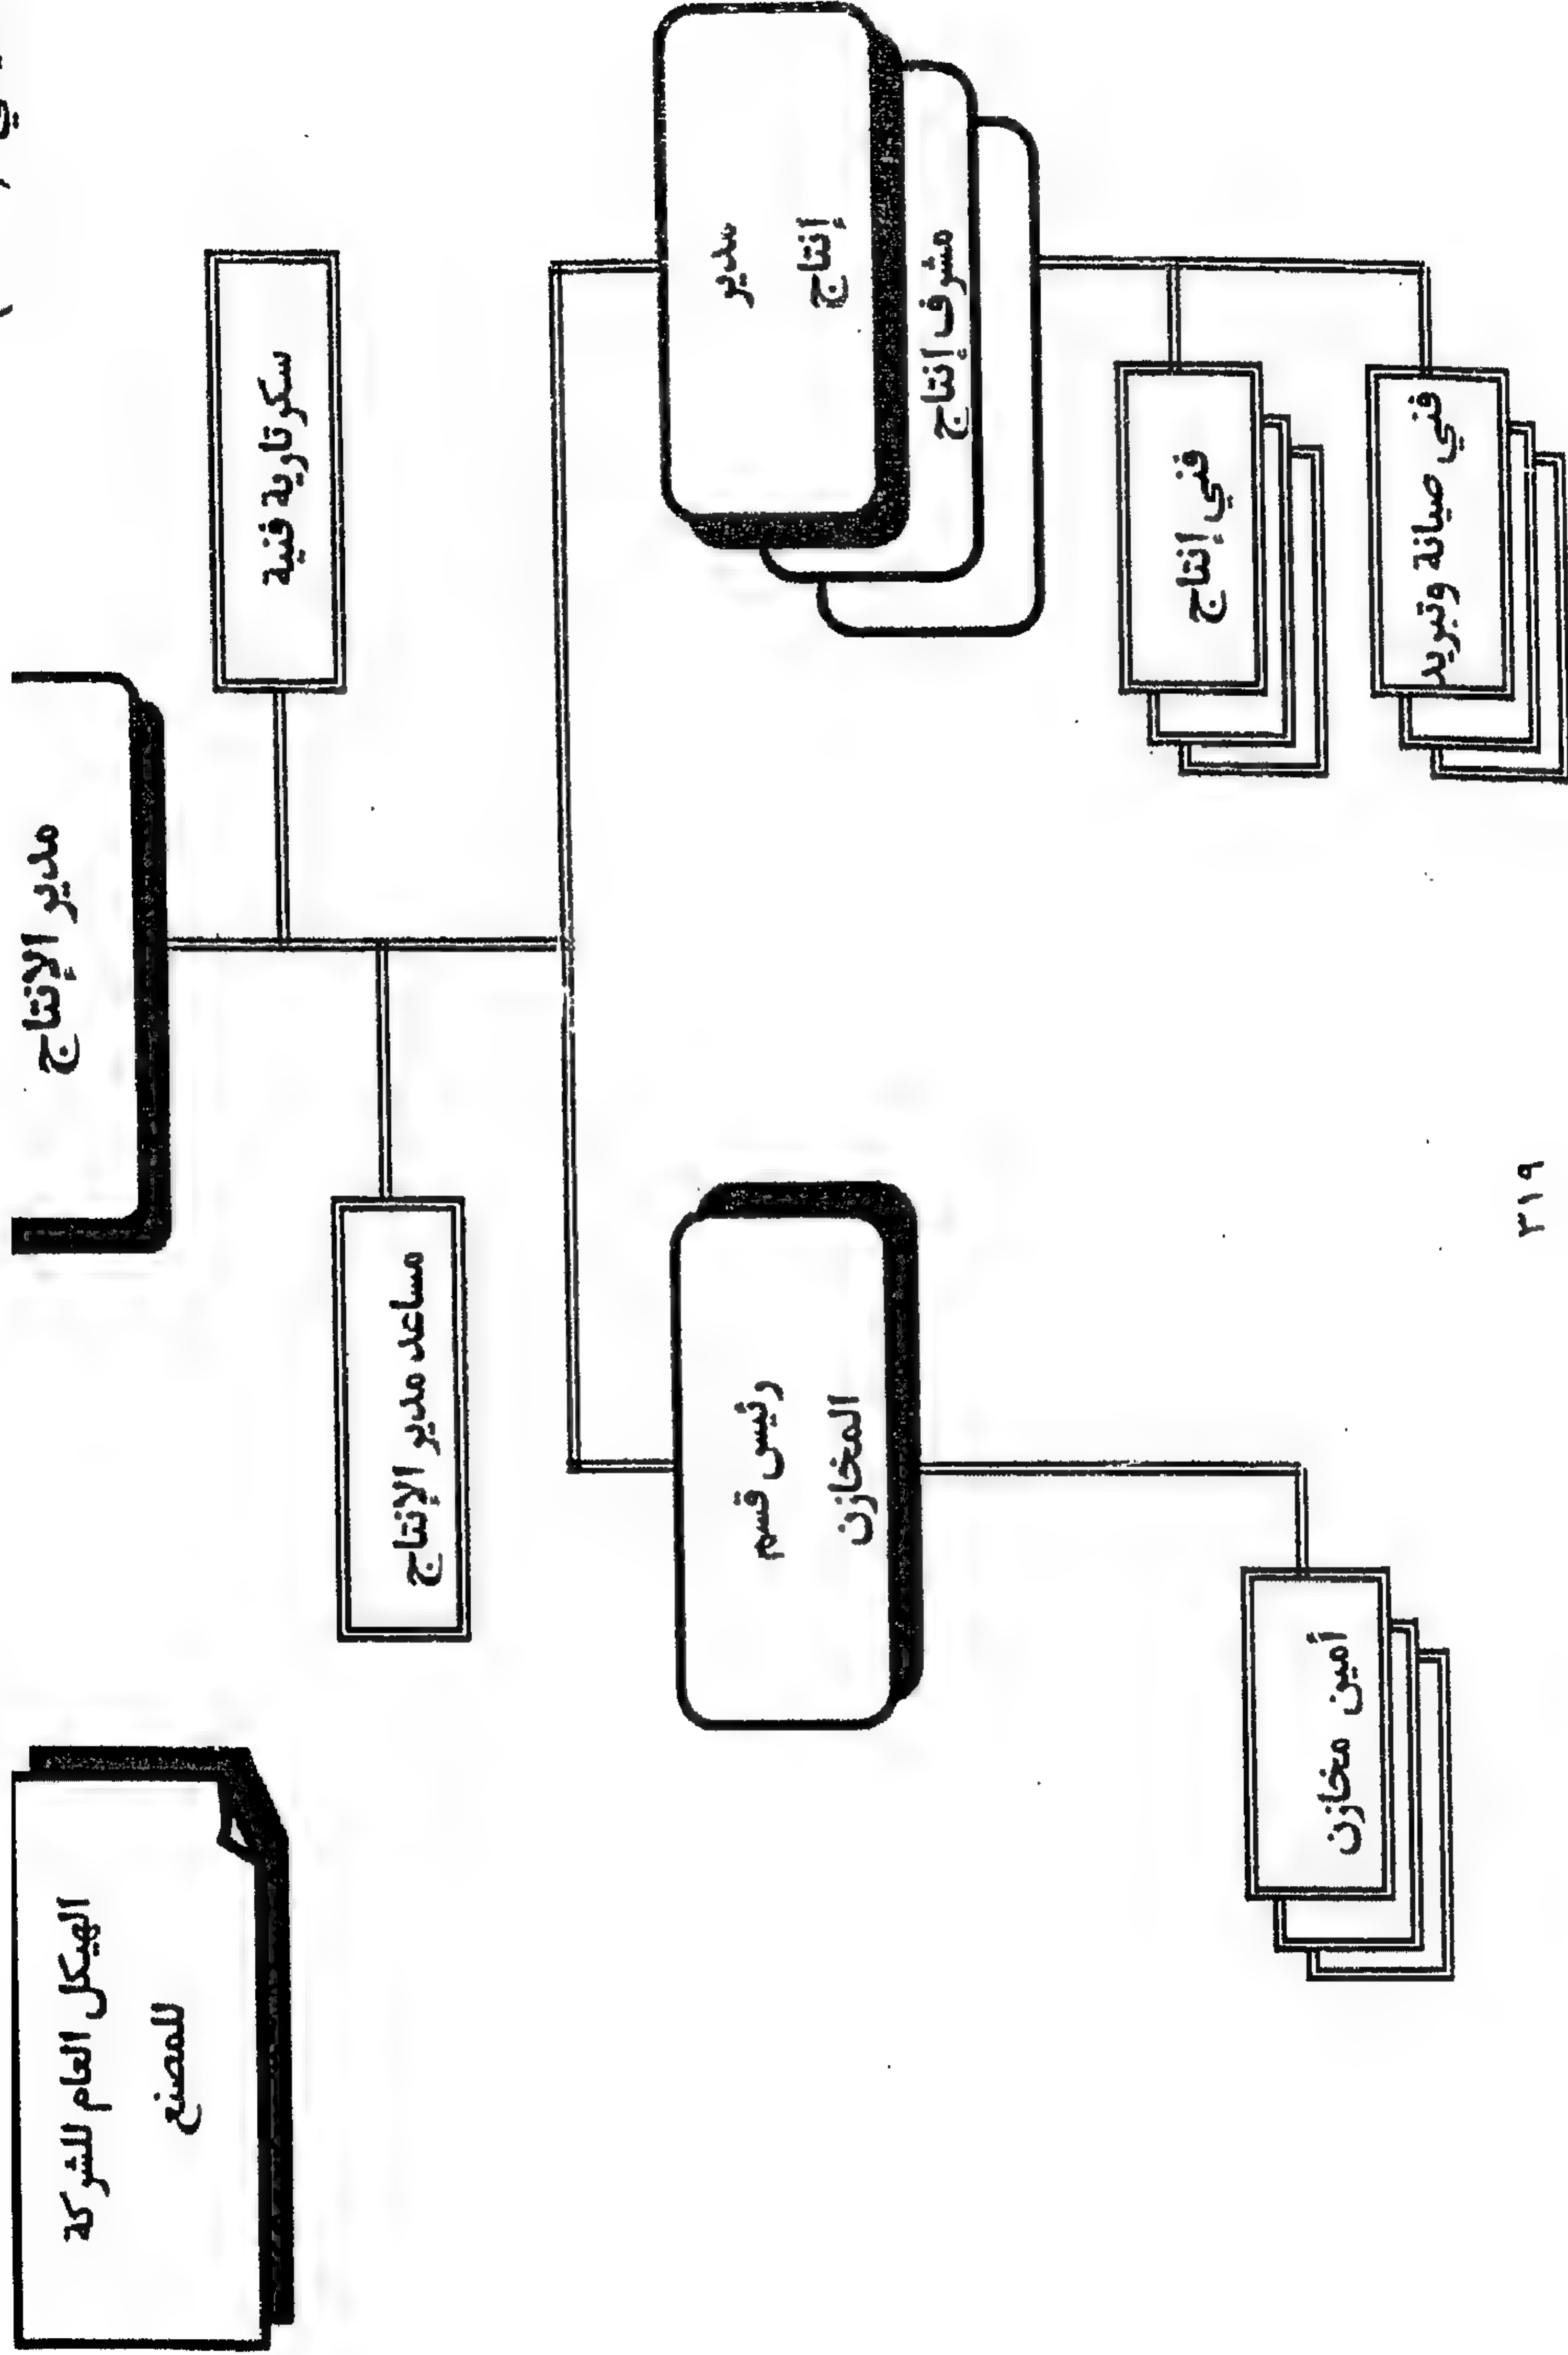 الهيكل العام للشركة
للمصنع
مدير الإنتاج
سكرتارية فنية
مساعد مدير الإنتاج
مدير
إنتاج
مشرف إنتاج
رئيس قسم
المخازن
فني إنتاج
فني صيانة وتبريد
أمين مخازن
٣١٩